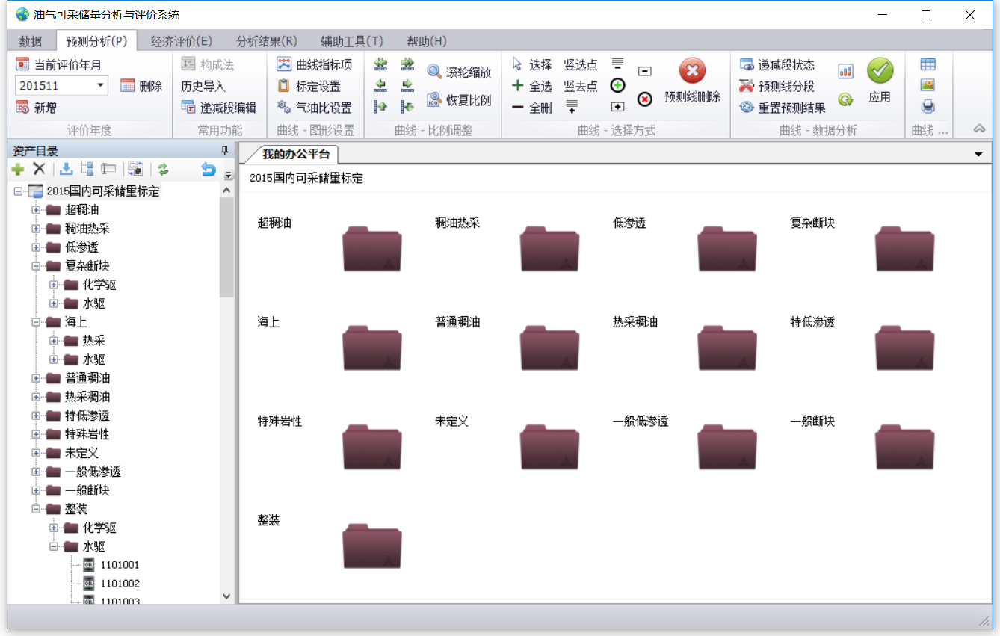 油气可采储量分析与评价系统
数据 预测分析(P) 经济评价(E) 分析结果(R) 辅助工具(T) 帮助(H)
当前评价年月
201511
删除
新增
评价年度
构成法
历史导入
递减段编辑
常用功能
曲线指标项
标定设置
气油比设置
曲线 - 图形设置
滚轮缩放
恢复比例
曲线 - 比例调整
选择 竖选点
全选 竖去点
全删
预测线删除
曲线 - 选择方式
递减段状态
预测线分段
重置预测结果
应用
曲线 - 数据分析
曲线 ...
资产目录
2015国内可采储量标定
超稠油
稠油热采
低渗透
复杂断块
化学驱
水驱
海上
热采
水驱
普通稠油
热采稠油
特低渗透
特殊岩性
未定义
一般低渗透
一般断块
整装
化学驱
水驱
OIL 1101001
OIL 1101002
OIL 1101003
我的办公平台
2015国内可采储量标定
超稠油 稠油热采 低渗透 复杂断块
海上 普通稠油 热采稠油 特低渗透
特殊岩性 未定义 一般低渗透 一般断块
整装